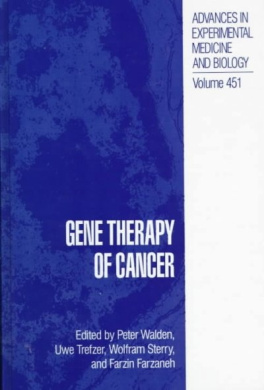 ADVANCES IN
EXPERIMENTAL
MEDICINE
AND BIOLOGY
Volume 451
GENE THERAPY
OF CANCER
Edited by Peter Walden,
Uwe Trefzer, Wolfram Sterry,
and Farzin Farzaneh